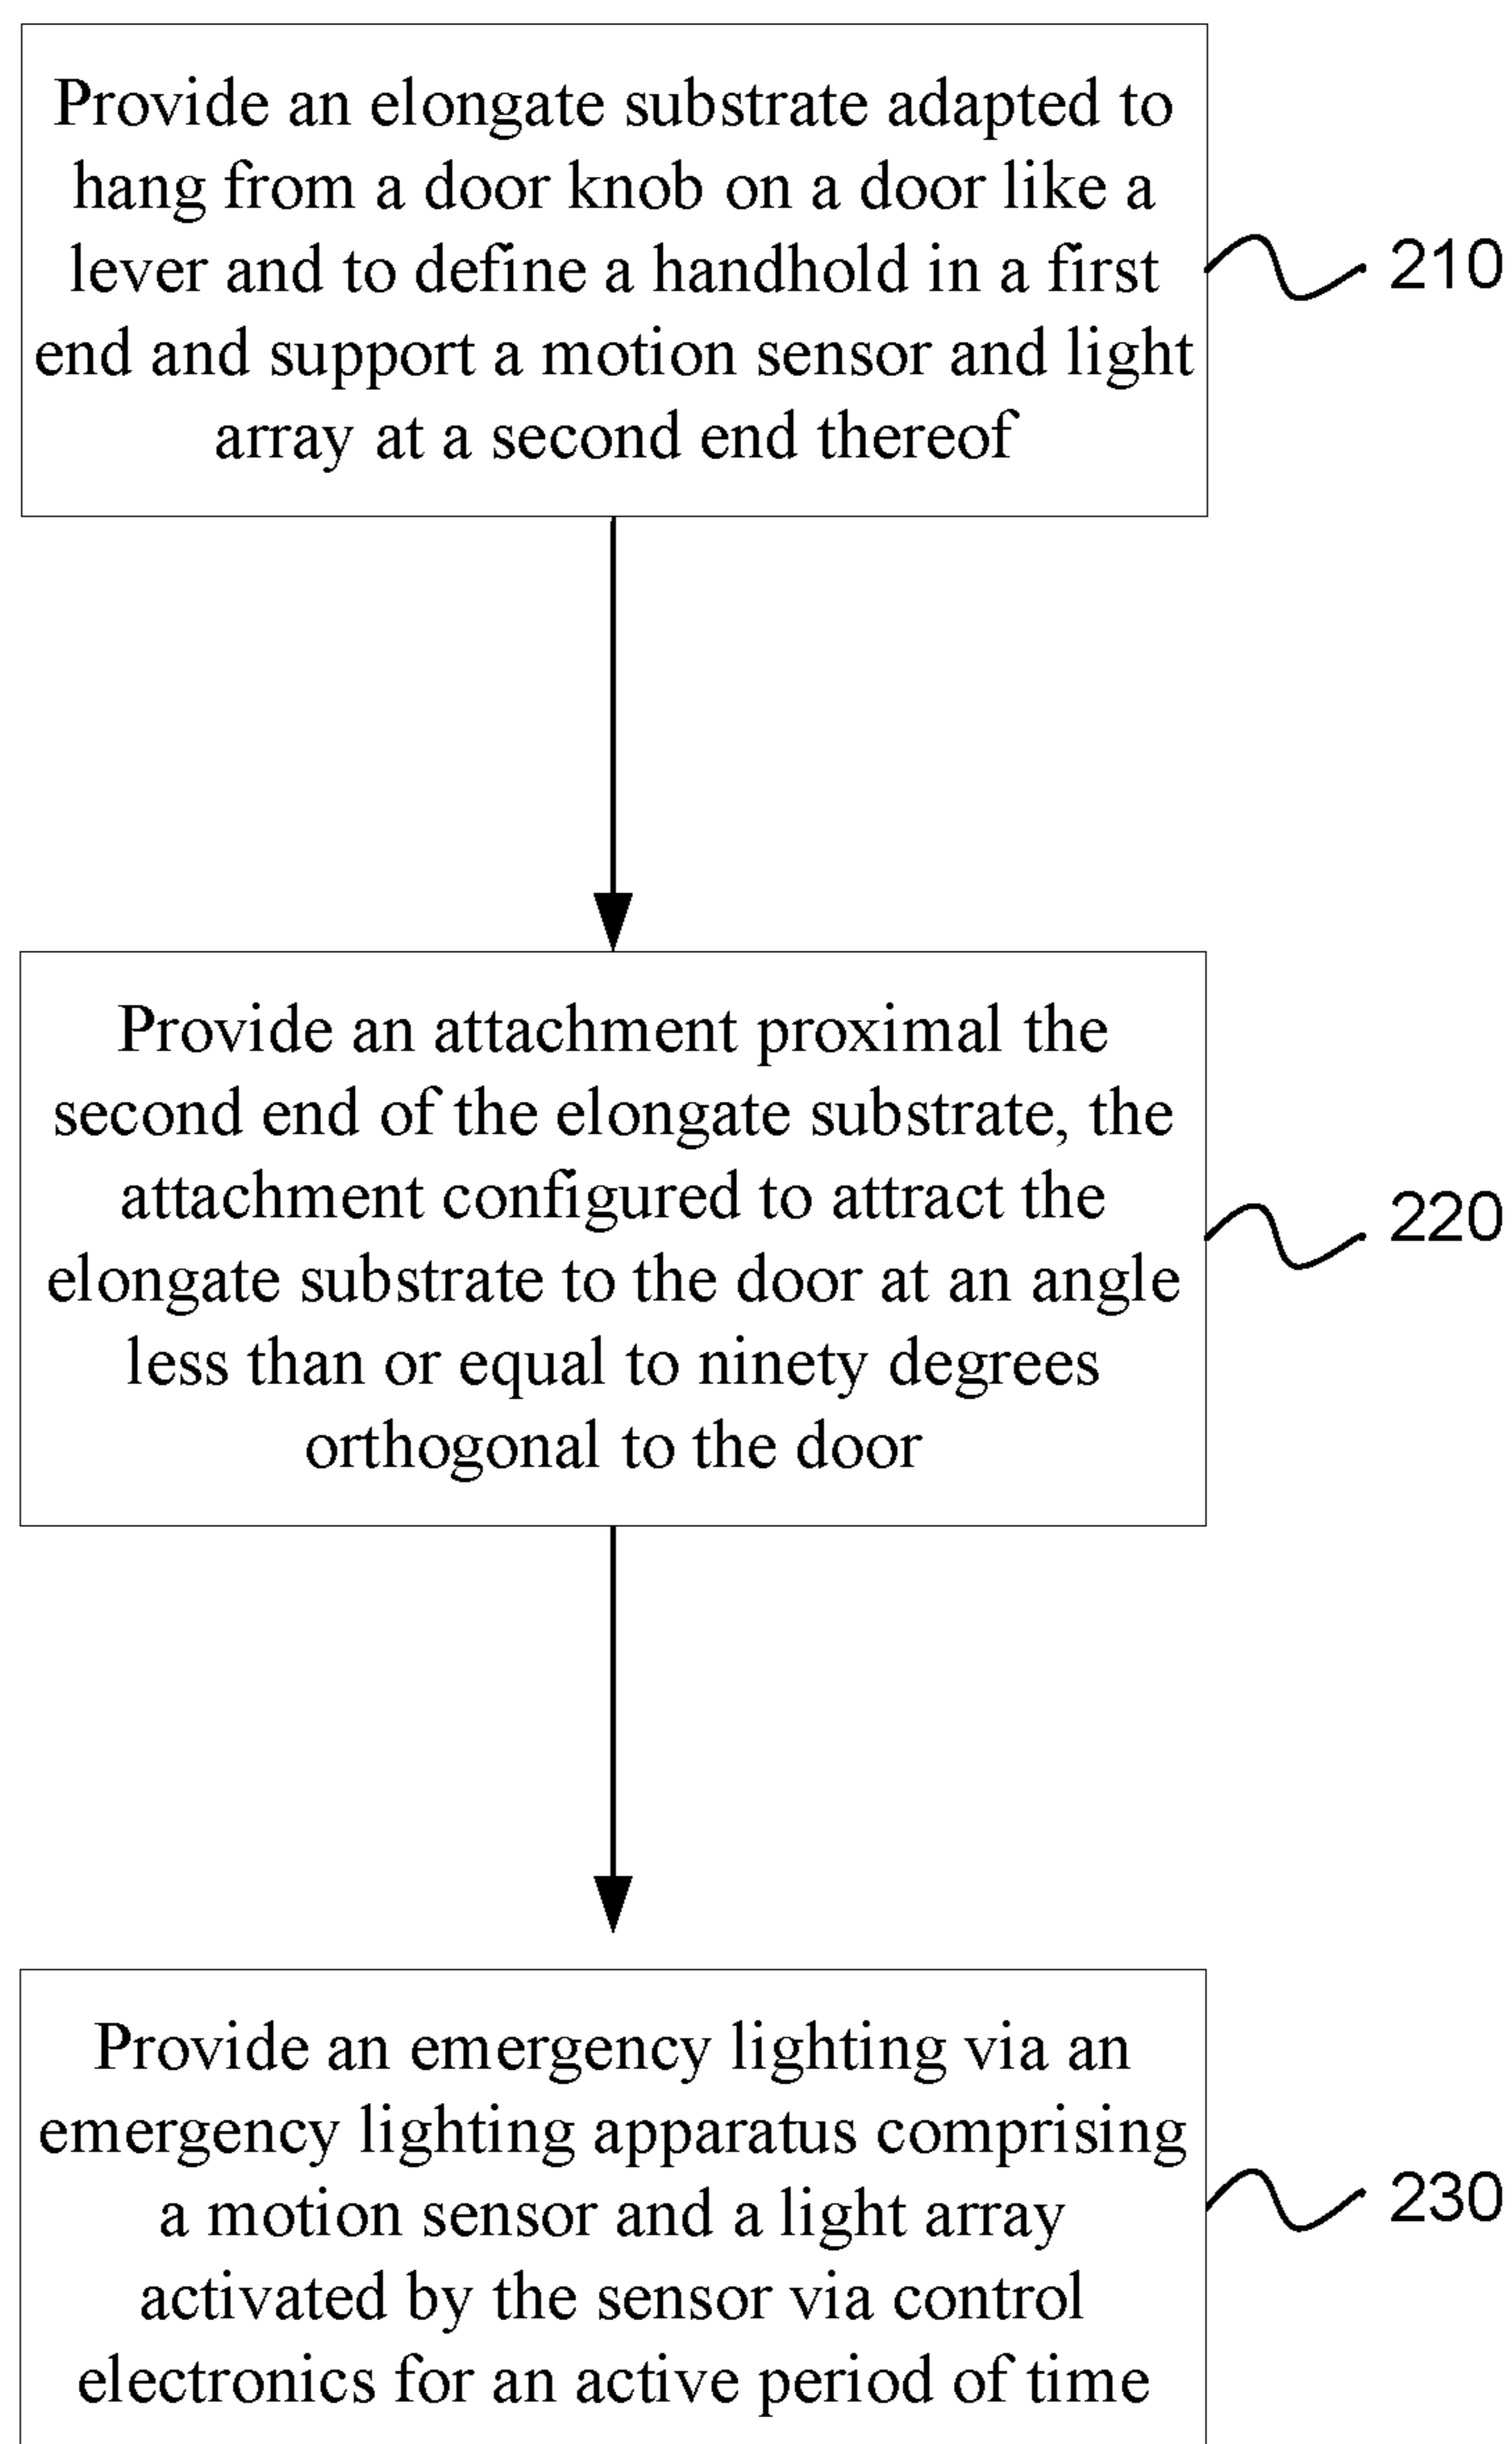 Provide an elongate substrate adapted to
hang from a door knob on a door like a
lever and to define a handhold in a first
end and support a motion sensor and light
array at a second end thereof
210
Provide an attachment proximal the
second end of the elongate substrate, the
attachment configured to attract the
elongate substrate to the door at an angle
less than or equal to ninety degrees
orthogonal to the door
220
Provide an emergency lighting via an
emergency lighting apparatus comprising
a motion sensor and a light array
activated by the sensor via control
electronics for an active period of time
230